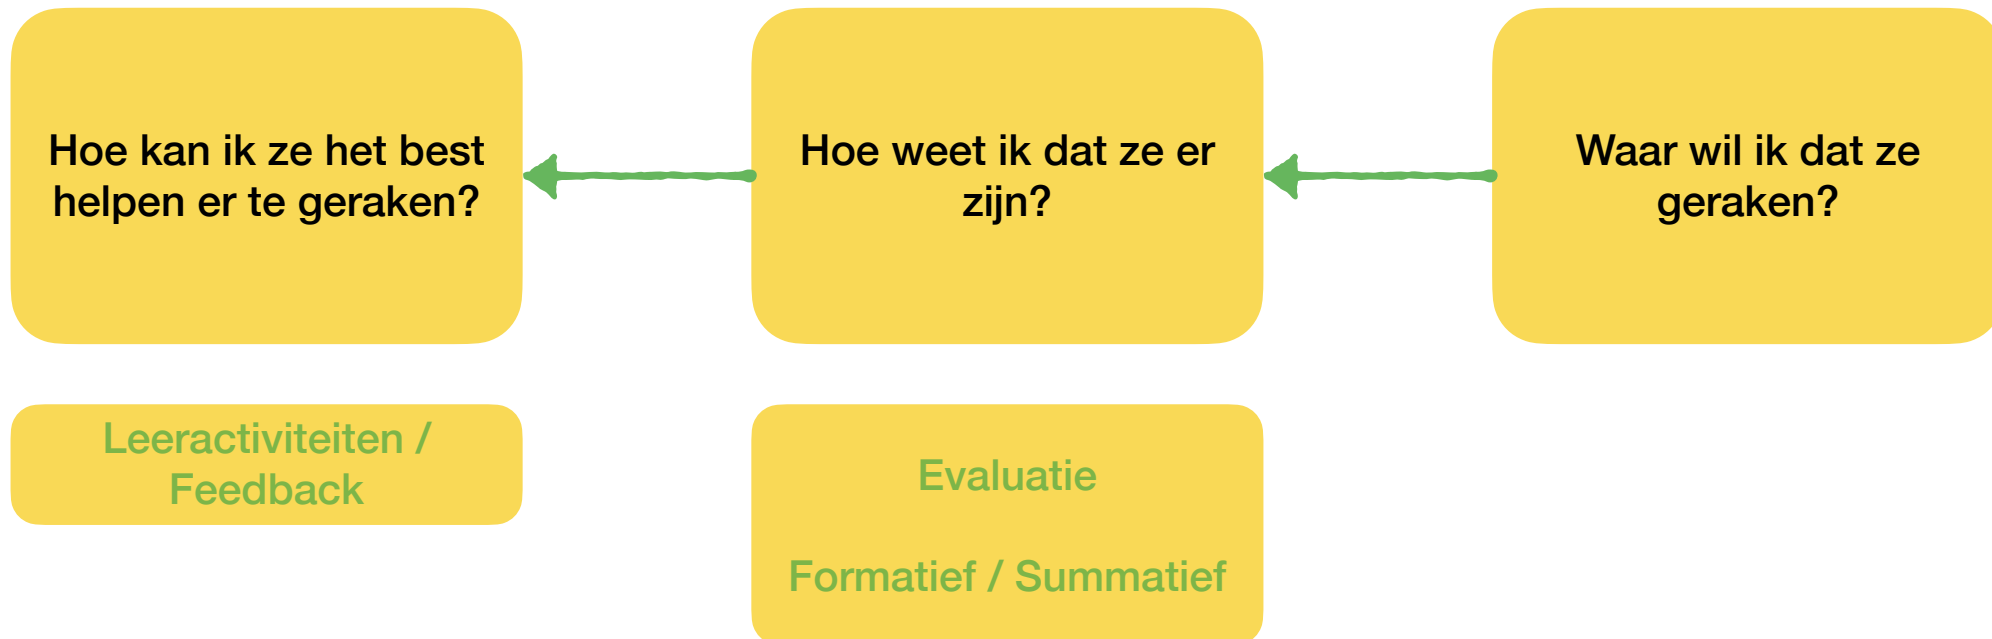 Hoe kan ik ze het best
helpen er te geraken?
Hoe weet ik dat ze er
zijn?
Waar wil ik dat ze
geraken?
Leeractiviteiten /
Feedback
Evaluatie
Formatief / Summatief